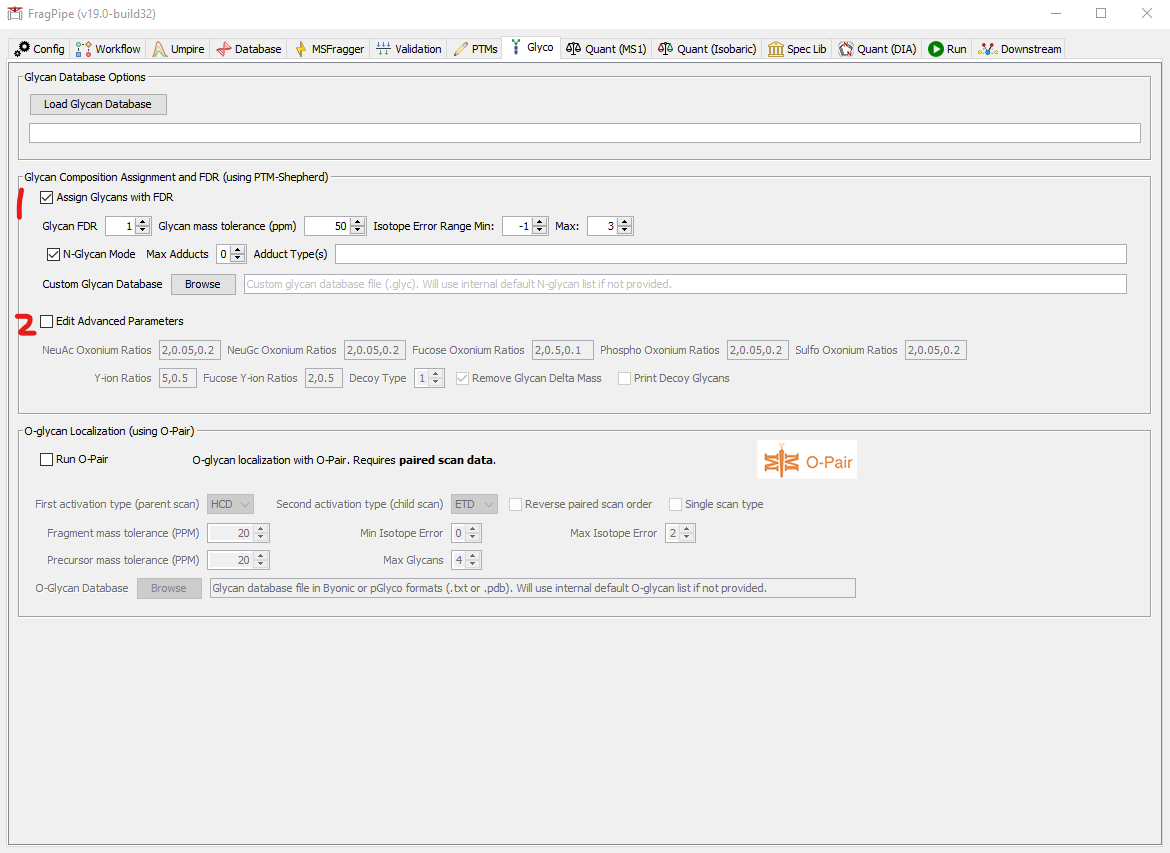 FragPipe (v19.0-build32)
Config Workflow Umpire Database MSFragger Validation PTMs Glyco Quant (MS1) Quant (Isobaric) Spec Lib Quant (DIA) Run Downstream
Glycan Database Options
Load Glycan Database
Glycan Composition Assignment and FDR (using PTM-Shepherd)
1 Assign Glycans with FDR
Glycan FDR 1 Glycan mass tolerance (ppm) 50 Isotope Error Range Min: -1 Max: 3
N-Glycan Mode Max Adducts 0 Adduct Type(s)
Custom Glycan Database Browse Custom glycan database file (.glyc). Will use internal default N-glycan list if not provided.
2 Edit Advanced Parameters
NeuAc Oxonium Ratios 2,0.05,0.2 NeuGc Oxonium Ratios 2,0.05,0.2 Fucose Oxonium Ratios 2,0.5,0.1 Phospho Oxonium Ratios 2,0.05,0.2 Sulfo Oxonium Ratios 2,0.05,0.2
Y-ion Ratios 5,0.5 Fucose Y-ion Ratios 2,0.5 Decoy Type 1 Remove Glycan Delta Mass Print Decoy Glycans
O-glycan Localization (using O-Pair)
Run O-Pair O-glycan localization with O-Pair. Requires paired scan data. O-Pair
First activation type (parent scan) HCD Second activation type (child scan) ETD Reverse paired scan order Single scan type
Fragment mass tolerance (PPM) 20 Min Isotope Error 0 Max Isotope Error 2
Precursor mass tolerance (PPM) 20 Max Glycans 4
O-Glycan Database Browse Glycan database file in Byonic or pGlyco formats (.txt or .pdb). Will use internal default O-glycan list if not provided.